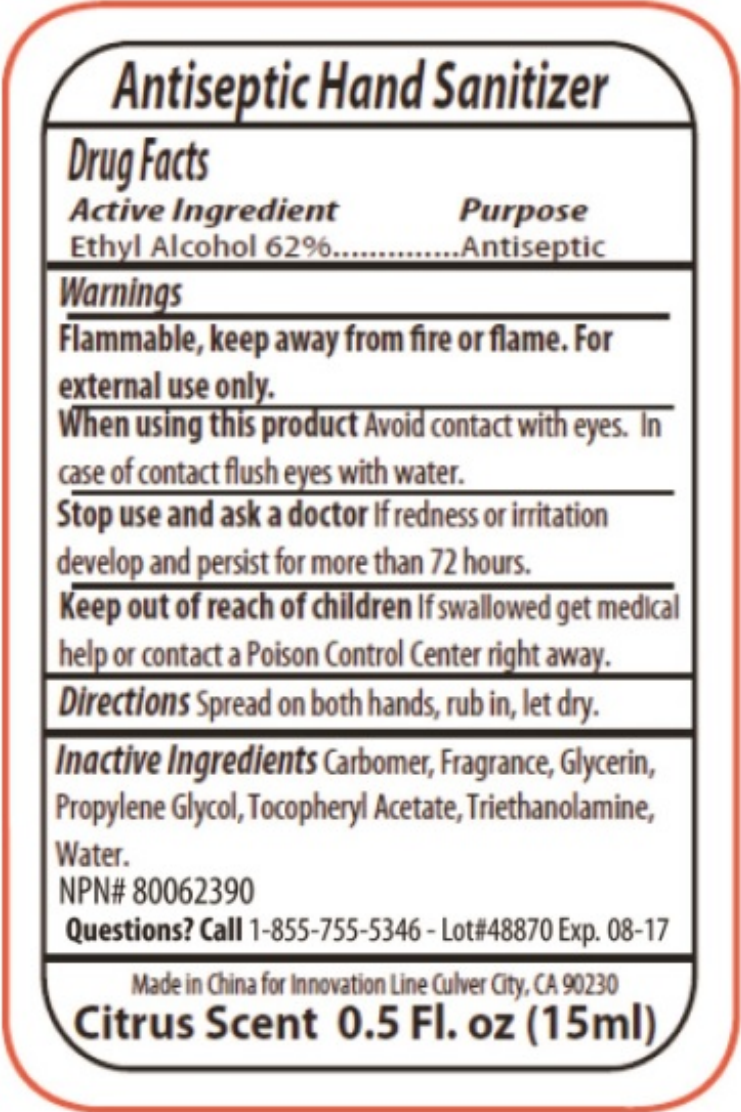 Antiseptic Hand Sanitizer
Drug Facts
Active Ingredient Purpose
Ethyl Alcohol 62%..............Antiseptic
Warnings
Flammable, keep away from fire or flame. For
external use only.
When using this product Avoid contact with eyes. In
case of contact flush eyes with water.
Stop use and ask a doctor If redness or irritation
develop and persist for more than 72 hours.
Keep out of reach of children If swallowed get medical
help or contact a Poison Control Center right away.
Directions Spread on both hands, rub in, let dry.
Inactive Ingredients Carbomer, Fragrance, Glycerin,
Propylene Glycol, Tocopheryl Acetate, Triethanolamine,
Water.
NPN# 80062390
Questions? Call 1-855-755-5346 - Lot#48870 Exp. 08-17
Made in China for Innovation Line Culver City, CA 90230
Citrus Scent 0.5 Fl. oz (15ml)